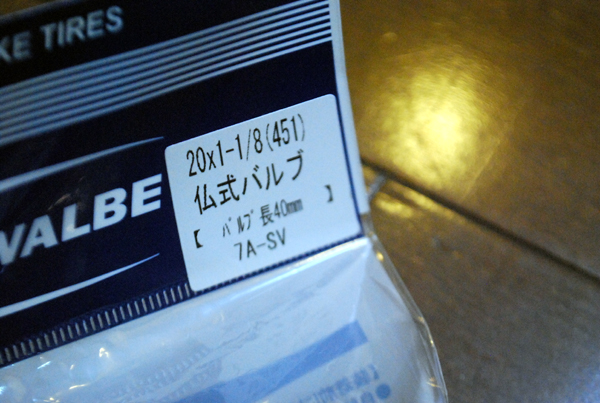 KE TIRES
20x1-1/8(451)
仏式バルブ
VALBE
【 バルブ長40mm 】
7A-SV